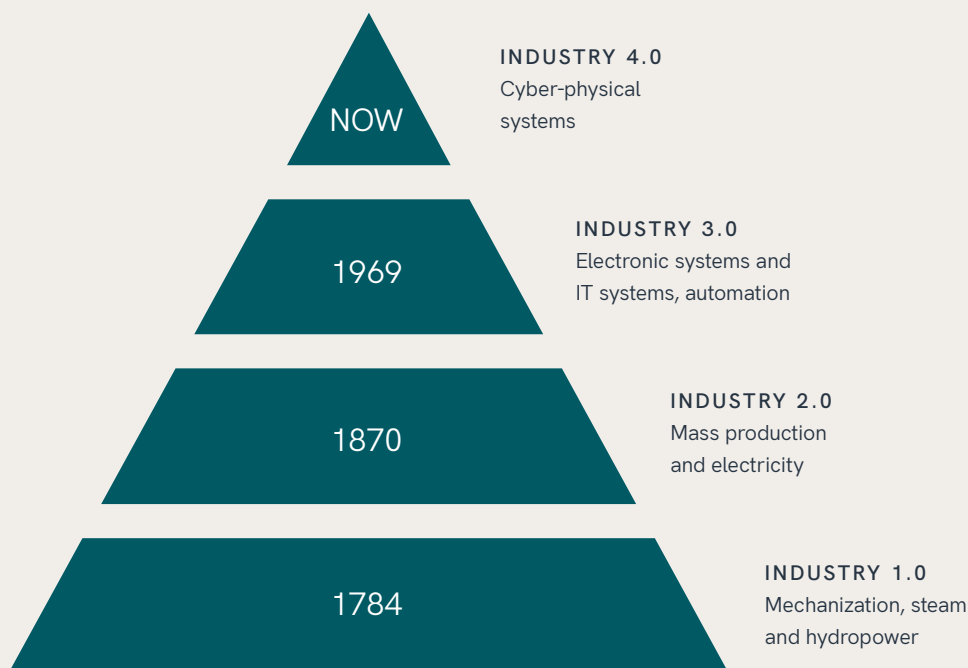 INDUSTRY 4.0
Cyber-physical
systems
NOW
INDUSTRY 3.0
Electronic systems and
IT systems, automation
1969
INDUSTRY 2.0
Mass production
and electricity
1870
INDUSTRY 1.0
Mechanization, steam
and hydropower
1784